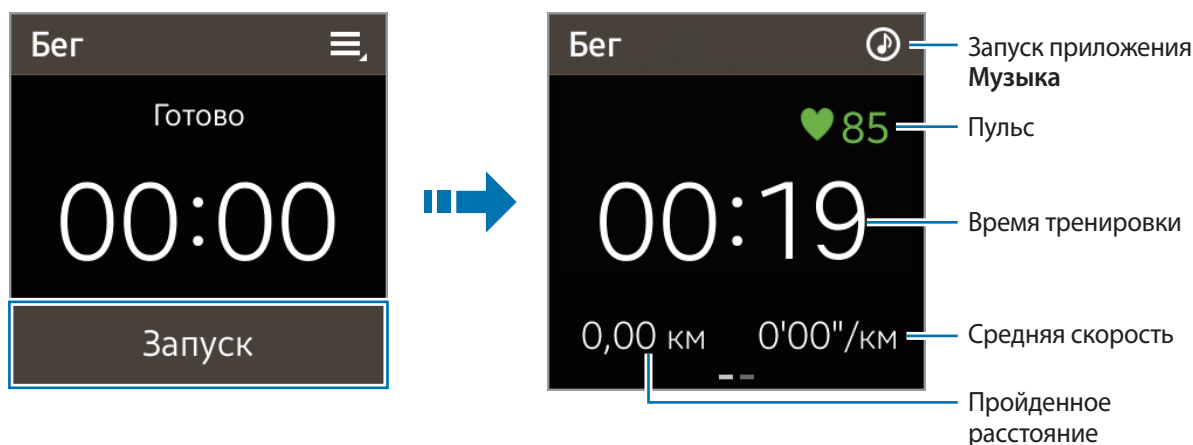 Бег
Готово
00:00
Запуск
Бег
85
00:19
0,00 км 0'00"/км
Запуск приложения
Музыка
Пульс
Время тренировки
Средняя скорость
Пройденное
расстояние